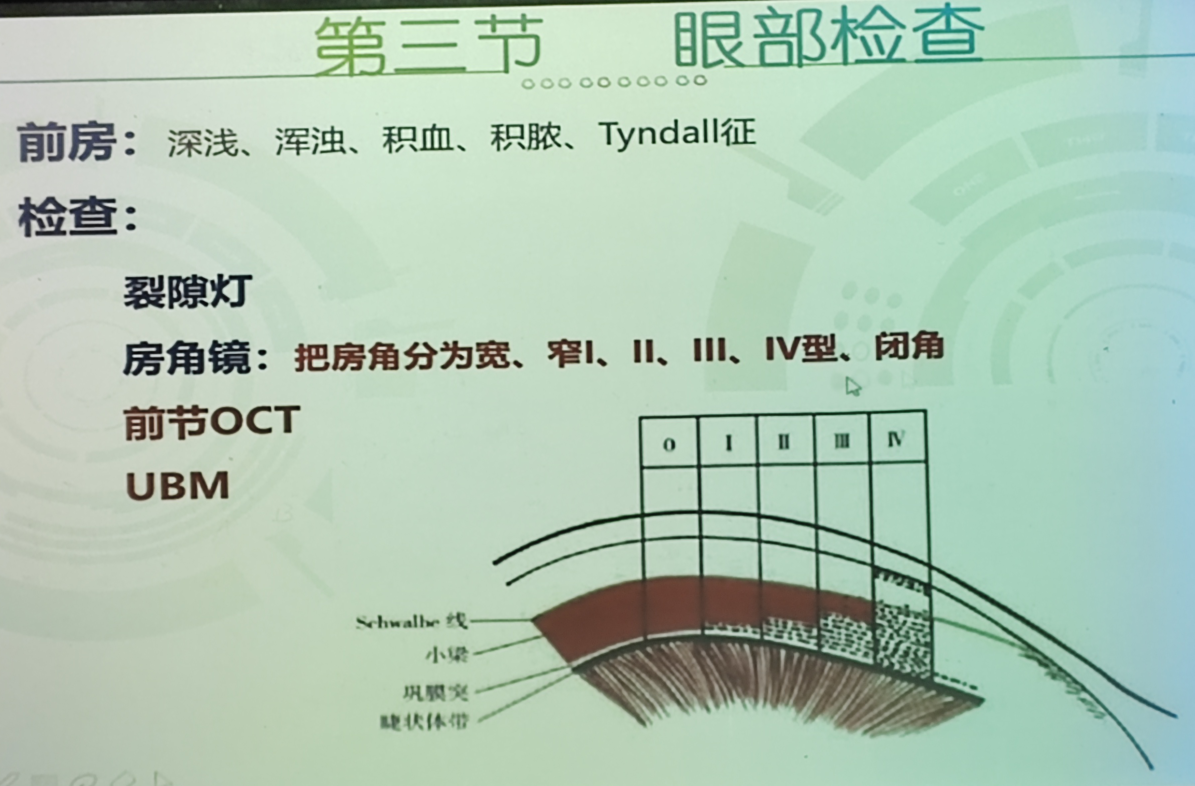 第三节 眼部检查
前房：深浅、浑浊、积血、积脓、Tyndall征
检查：
裂隙灯
房角镜：把房角分为宽、窄I、II、III、IV型、闭角
前节OCT
UBM
0 I II III IV
Schwalbe 线
小梁
巩膜突
睫状体带